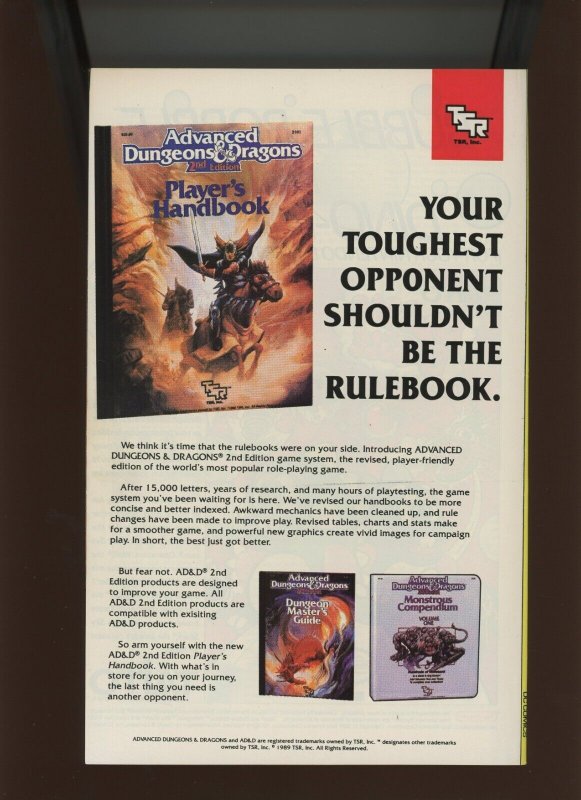 TSR
TSR, Inc.
Advanced
Dungeons & Dragons
2nd Edition
Player's
Handbook
TSR
TSR, Inc.
YOUR
TOUGHEST
OPPONENT
SHOULDN'T
BE THE
RULEBOOK.
We think it's time that the rulebooks were on your side. Introducing ADVANCED
DUNGEONS & DRAGONS® 2nd Edition game system, the revised, player-friendly
edition of the world's most popular role-playing game.
After 15,000 letters, years of research, and many hours of playtesting, the game
system you've been waiting for is here. We've revised our handbooks to be more
concise and better indexed. Awkward mechanics have been cleaned up, and rule
changes have been made to improve play. Revised tables, charts and stats make
for a smoother game, and powerful new graphics create vivid images for campaign
play. In short, the best just got better.
But fear not. AD&D® 2nd
Edition products are designed
to improve your game. All
AD&D 2nd Edition products are
compatible with exisiting
AD&D products.
So arm yourself with the new
AD&D® 2nd Edition Player's
Handbook. With what's in
store for you on your journey,
the last thing you need is
another opponent.
Advanced
Dungeons & Dragons
Dungeon
Master's
Guide
Advanced
Dungeons & Dragons
Monstrous
Compendium
VOLUME
ONE
ADVANCED DUNGEONS & DRAGONS and AD&D are registered trademarks owned by TSR, Inc. ™ designates other trademarks
owned by TSR, Inc. © 1989 TSR, Inc. All Rights Reserved.
DC COMICS